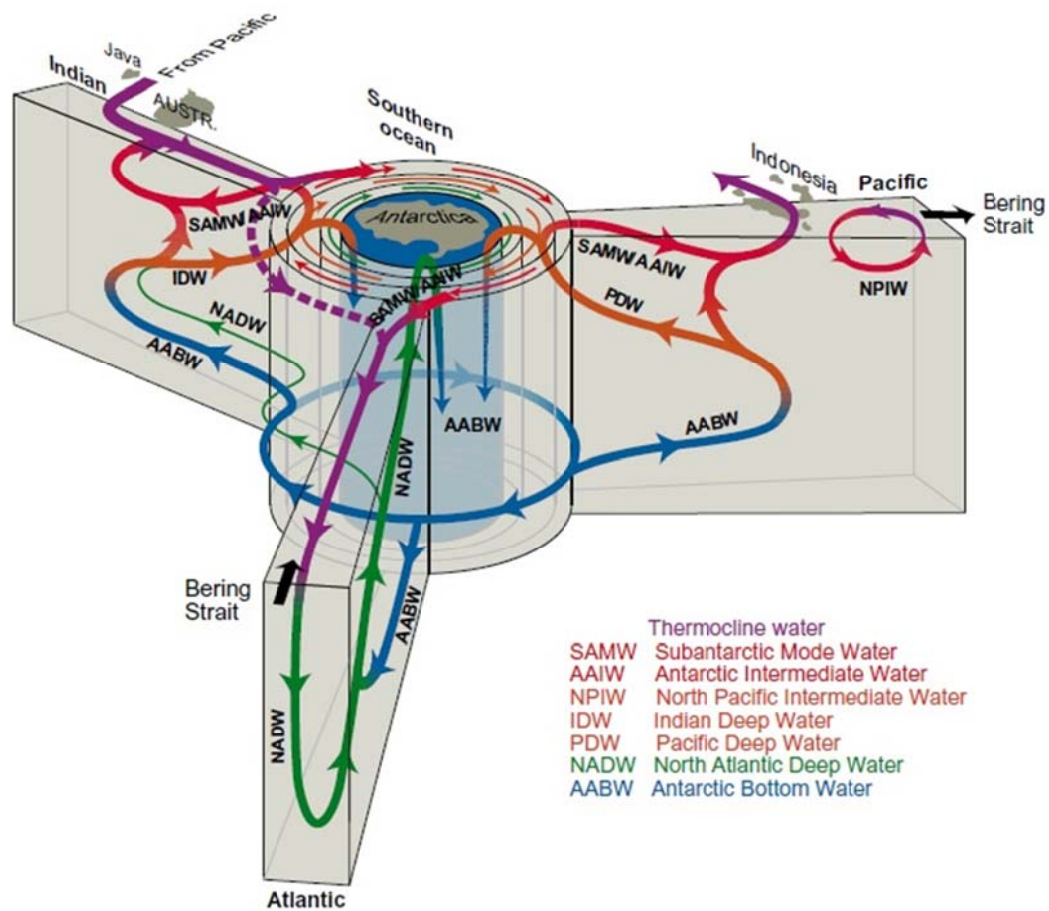 Java
From Pacific
Indian
AUSTR.
Southern
ocean
Antarctica
Indonesia
Pacific
Bering
Strait
SAMW/AAIW
SAMW/AAIW
SAMW/AAIW
NPIW
IDW
PDW
NADW
AABW
AABW
AABW
NADW
Bering
Strait
AABW
NADW
Atlantic
Thermocline water
SAMW Subantarctic Mode Water
AAIW Antarctic Intermediate Water
NPIW North Pacific Intermediate Water
IDW Indian Deep Water
PDW Pacific Deep Water
NADW North Atlantic Deep Water
AABW Antarctic Bottom Water